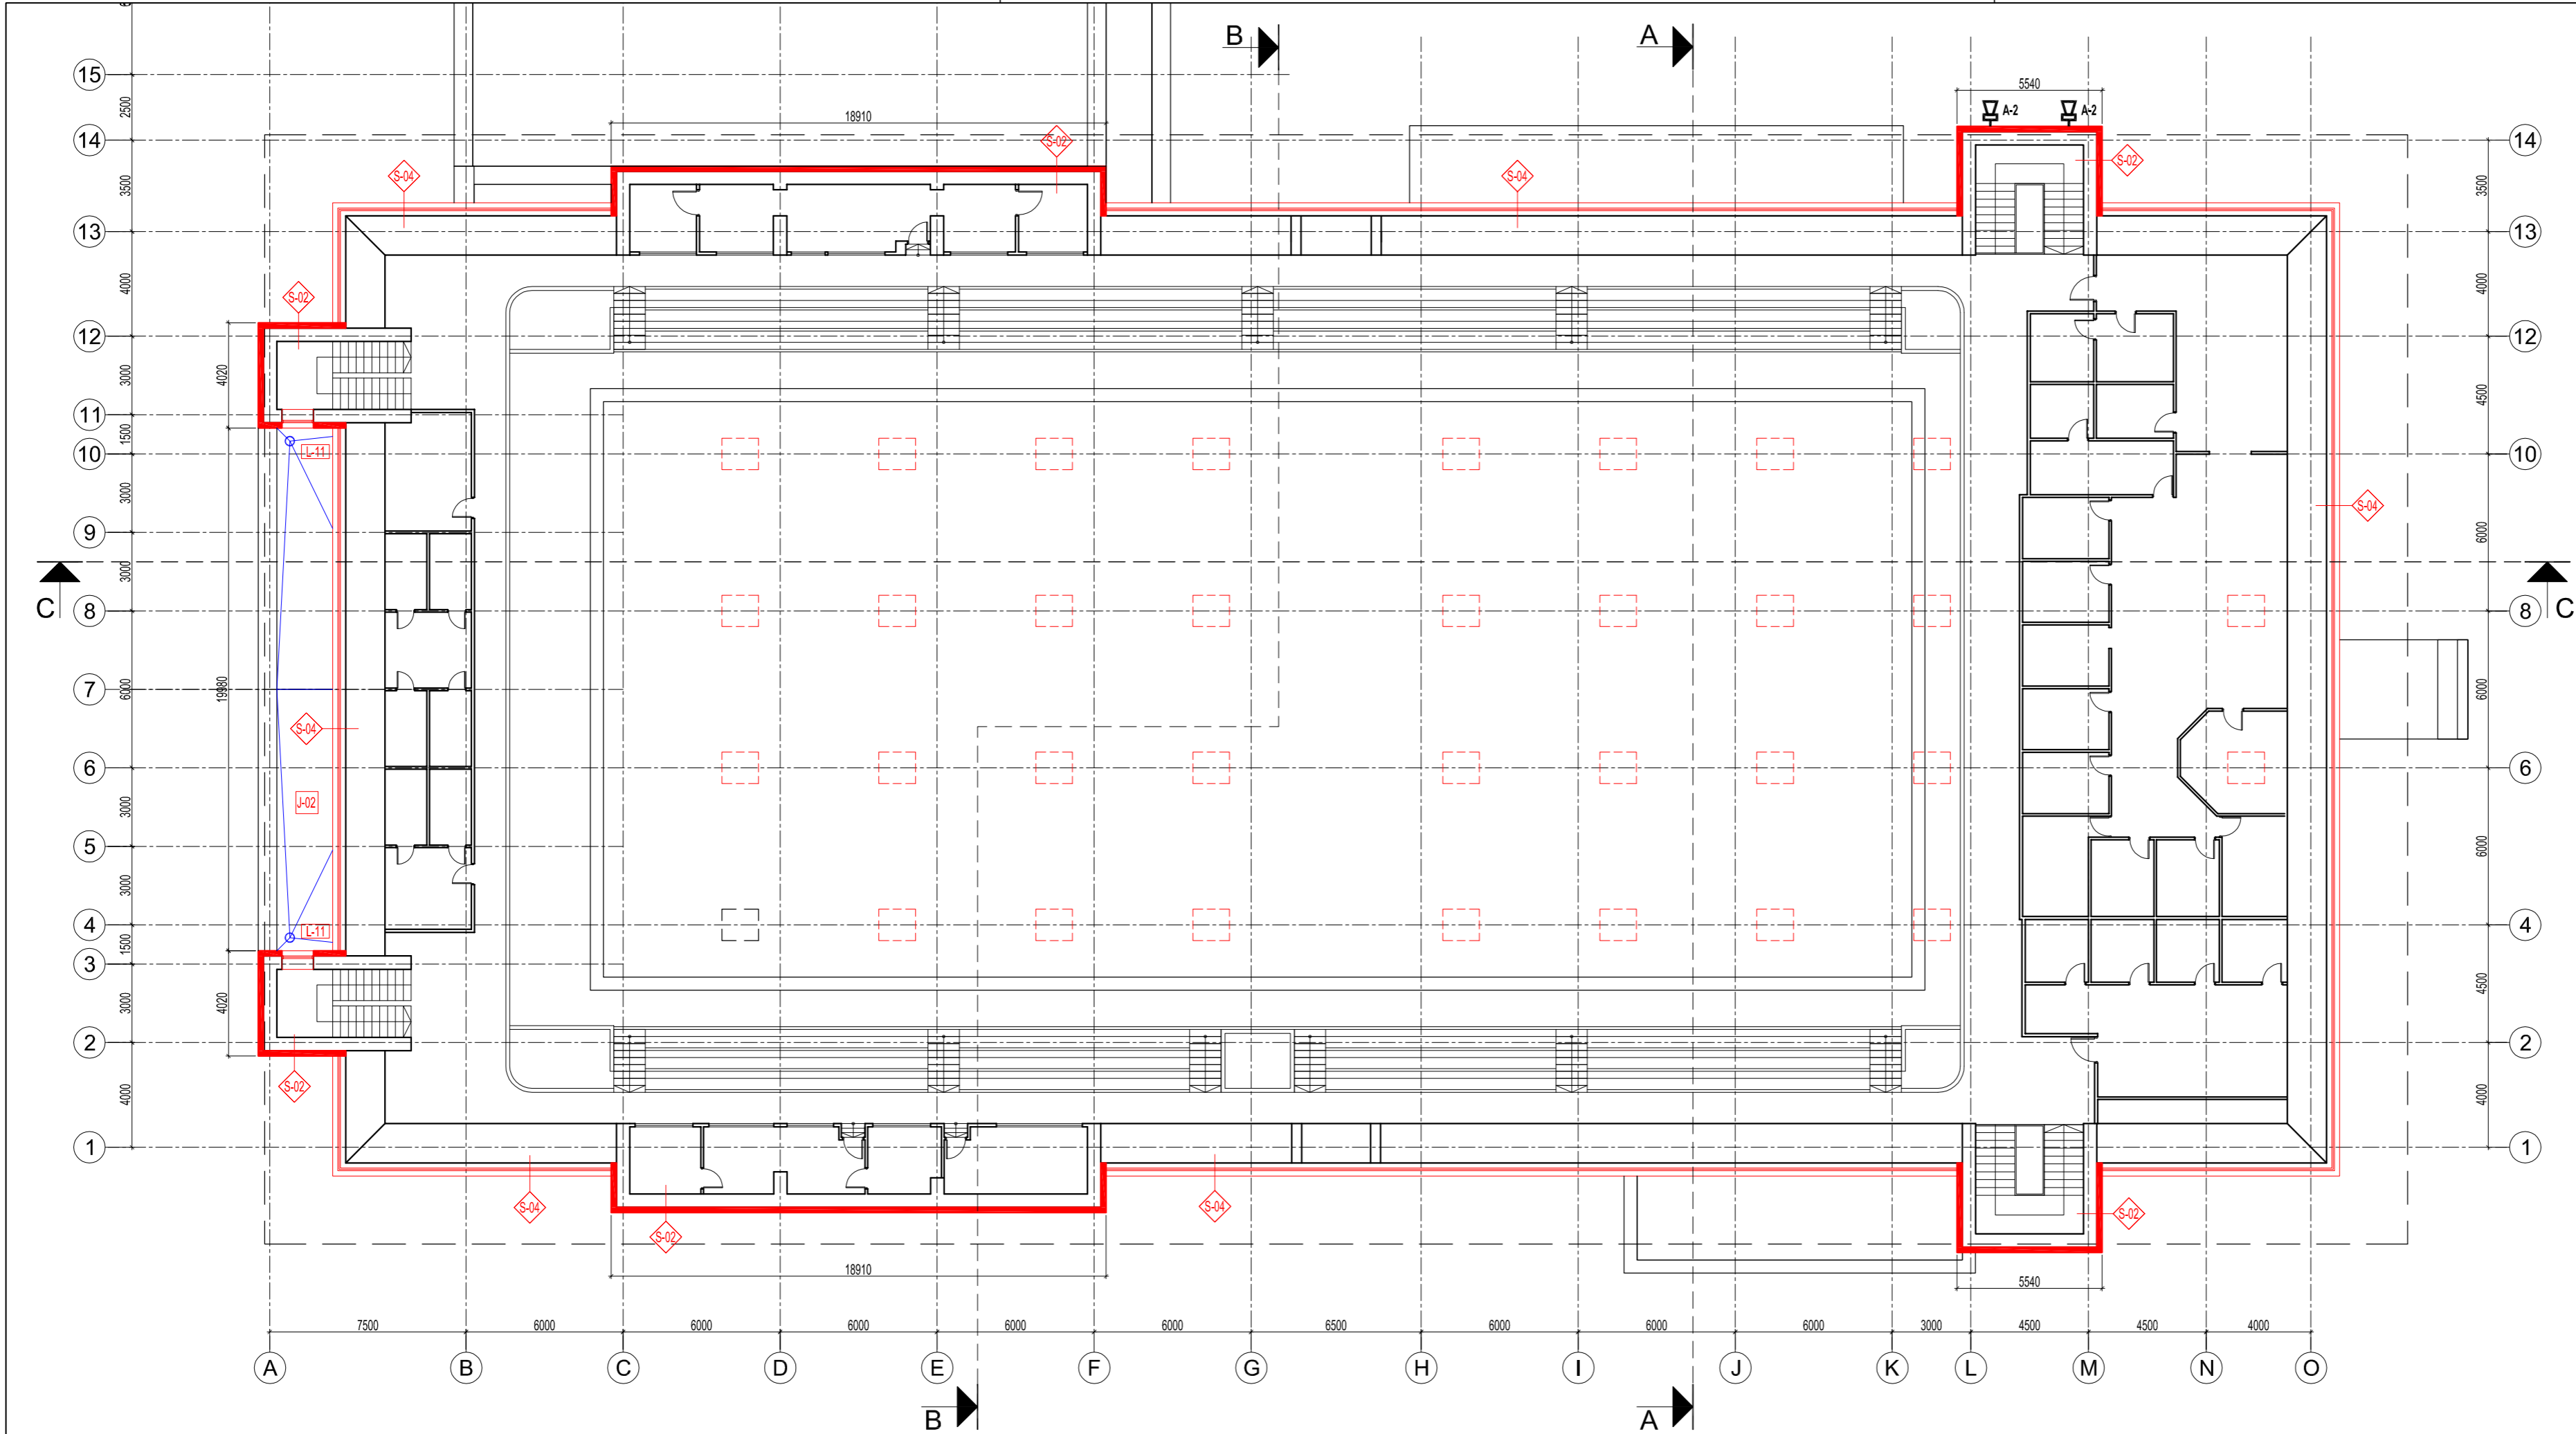 B
A
15
5540
2500
A-2
A-2
18910
14
S-02
14
S-02
3500
S-04
S-04
3500
13
13
4000
S-02
4000
12
12
3000
4020
4500
11
1500
L-11
10
10
3000
S-04
9
6000
3000
C
8
8
C
7
6000
19980
6000
S-04
6
6
J-02
3000
5
6000
3000
4
L-11
4
1500
3
3000
4020
4500
2
2
S-02
4000
4000
1
1
S-04
S-04
S-02
S-02
18910
5540
7500
6000
6000
6000
6000
6000
6500
6000
6000
6000
3000
4500
4500
4000
A
B
C
D
E
F
G
H
I
J
K
L
M
N
O
B
A